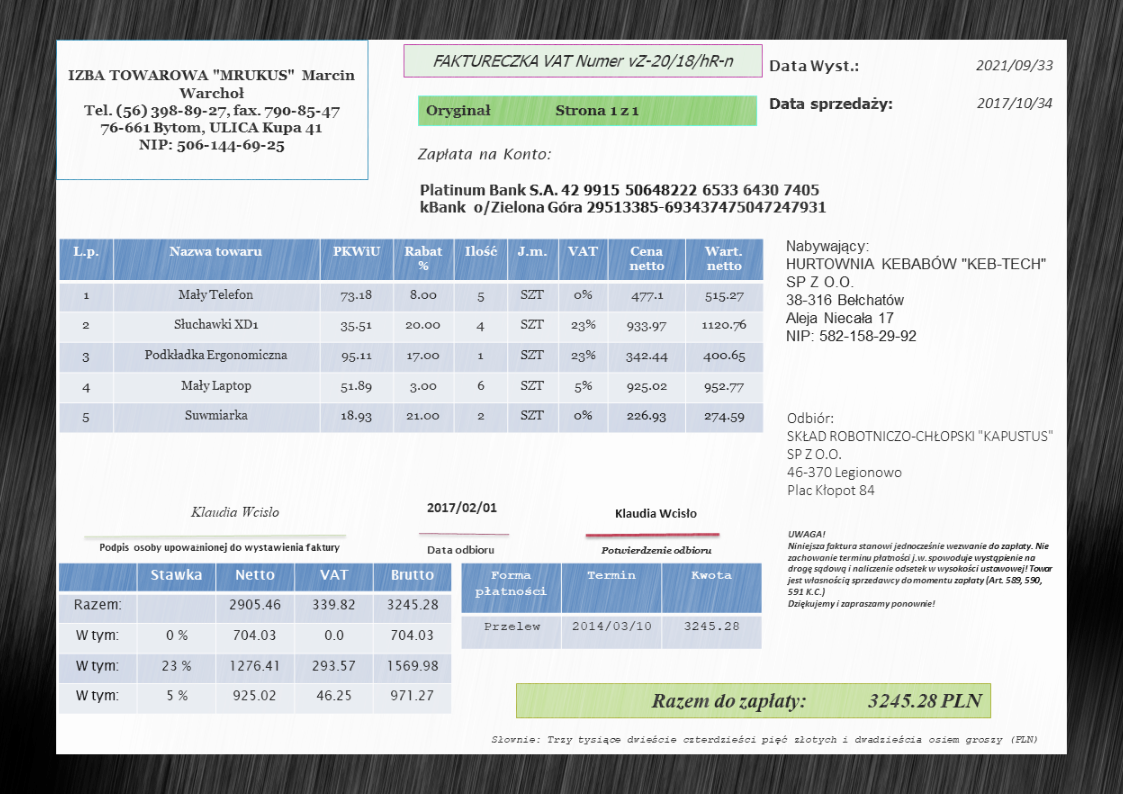 IZBA TOWAROWA "MRUKUS" Marcin
Warchoł
Tel. (56) 398-89-27, fax. 790-85-47
76-661 Bytom, ULICA Kupa 41
NIP: 506-144-69-25
FAKTURECZKA VAT Numer vZ-20/18/hR-n
Oryginał Strona 1 z 1
Data Wyst.: 2021/09/33
Data sprzedaży: 2017/10/34
Zapłata na Konto:
Platinum Bank S.A. 42 9915 50648222 6533 6430 7405
kBank o/Zielona Góra 29513385-693437475047247931
L.p. Nazwa towaru PKWiU Rabat % Ilość J.m. VAT Cena netto Wart. netto
1 Mały Telefon 73.18 8.00 5 SZT 0% 477.1 515.27
2 Słuchawki XD1 35.51 20.00 4 SZT 23% 933.97 1120.76
3 Podkładka Ergonomiczna 95.11 17.00 1 SZT 23% 342.44 400.65
4 Mały Laptop 51.89 3.00 6 SZT 5% 925.02 952.77
5 Suwmiarka 18.93 21.00 2 SZT 0% 226.93 274.59
Nabywający:
HURTOWNIA KEBABÓW "KEB-TECH"
SP Z O.O.
38-316 Bełchatów
Aleja Niecała 17
NIP: 582-158-29-92
Odbiór:
SKŁAD ROBOTNICZO-CHŁOPSKI "KAPUSTUS"
SP Z O.O.
46-370 Legionowo
Plac Kłopot 84
Klaudia Wcisło
Podpis osoby upoważnionej do wystawienia faktury
2017/02/01
Data odbioru
Klaudia Wcisło
Potwierdzenie odbioru
UWAGA!
Niniejsza faktura stanowi jednocześnie wezwanie do zapłaty. Nie
zachowanie terminu płatności j.w. spowoduje wystąpienie na
drogę sądową i naliczenie odsetek w wysokości ustawowej! Towar
jest własnością sprzedawcy do momentu zapłaty (Art. 589, 590,
591 K.C.)
Dziękujemy i zapraszamy ponownie!
Stawka Netto VAT Brutto
Razem: 2905.46 339.82 3245.28
W tym: 0 % 704.03 0.0 704.03
W tym: 23 % 1276.41 293.57 1569.98
W tym: 5 % 925.02 46.25 971.27
Forma płatności Termin Kwota
Przelew 2014/03/10 3245.28
Razem do zapłaty: 3245.28 PLN
Słownie: Trzy tysiące dwieście czterdzieści pięć złotych i dwadzieścia osiem groszy (PLN)